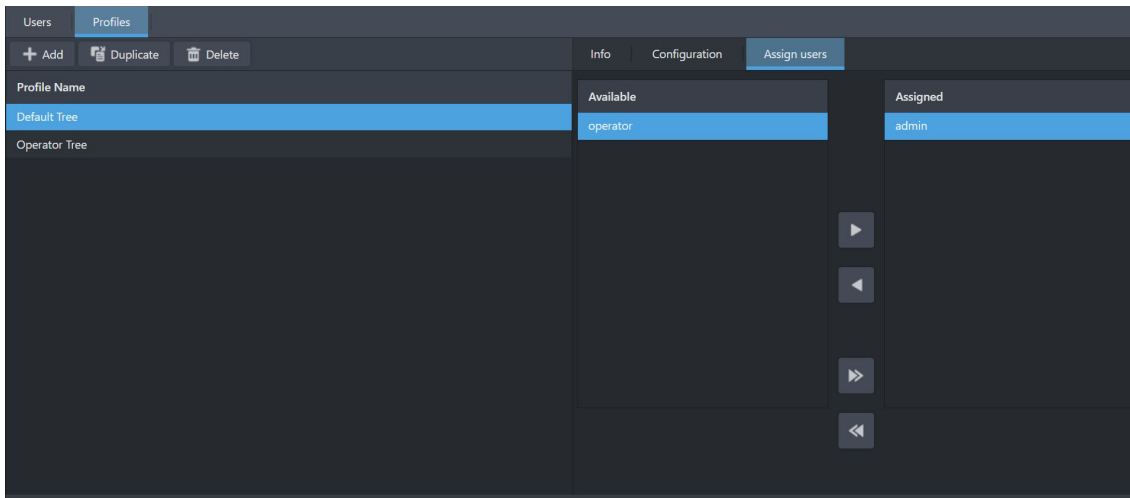 Users Profiles
Add Duplicate Delete
Info Configuration Assign users
Profile Name
Available Assigned
Default Tree
operator admin
Operator Tree